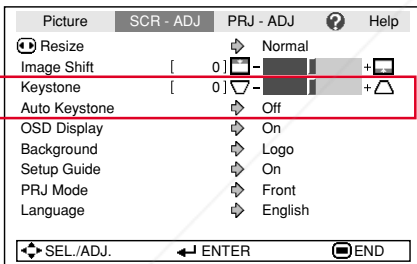 Picture SCR - ADJ PRJ - ADJ ? Help
Resize Normal
Image Shift [ 0 ] - +
Keystone [ 0 ] - +
Auto Keystone Off
OSD Display On
Background Logo
Setup Guide On
PRJ Mode Front
Language English
SEL./ADJ. ENTER END